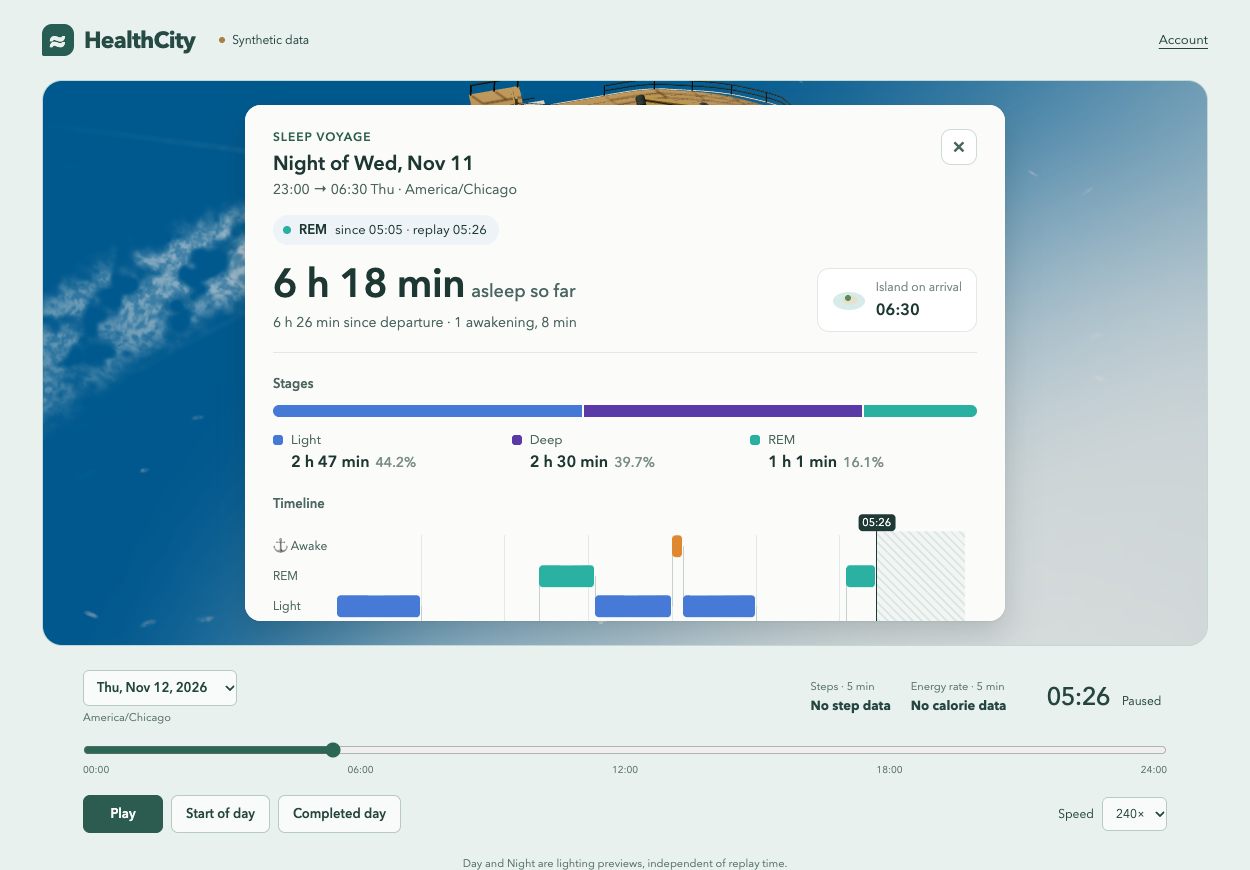 HealthCity
Synthetic data
Account
SLEEP VOYAGE
Night of Wed, Nov 11
23:00 → 06:30 Thu · America/Chicago
REM since 05:05 · replay 05:26
6 h 18 min asleep so far
6 h 26 min since departure · 1 awakening, 8 min
Island on arrival
06:30
Stages
Light
2 h 47 min 44.2%
Deep
2 h 30 min 39.7%
REM
1 h 1 min 16.1%
Timeline
05:26
Awake
REM
Light
Thu, Nov 12, 2026
America/Chicago
Steps · 5 min
No step data
Energy rate · 5 min
No calorie data
05:26 Paused
00:00 06:00 12:00 18:00 24:00
Play
Start of day
Completed day
Speed
240×
Day and Night are lighting previews, independent of replay time.